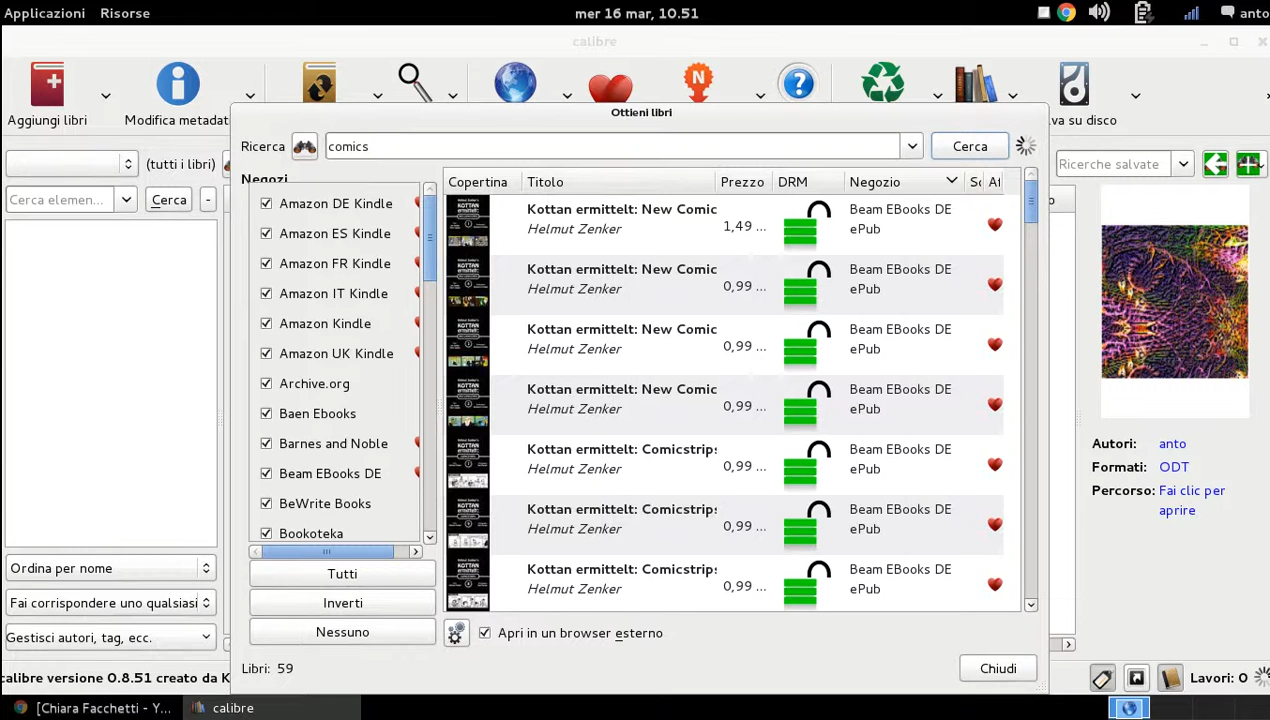 Applicazioni Risorse mer 16 mar, 10.51 anto
calibre
Aggiungi libri Modifica metadat va su disco
N
Ottieni libri
Ricerca comics Cerca
(tutti i libri) Ricerche salvate
Negozi Copertina Titolo Prezzo DRM Negozio
Cerca elemen... Cerca -
Amazon DE Kindle
Amazon ES Kindle
Amazon FR Kindle
Amazon IT Kindle
Amazon Kindle
Amazon UK Kindle
Archive.org
Baen Ebooks
Barnes and Noble
Beam EBooks DE
BeWrite Books
Bookoteka
Kottan ermittelt: New Comic Beam EBooks DE
Helmut Zenker 1,49 ... ePub
Kottan ermittelt: New Comic Beam EBooks DE
Helmut Zenker 0,99 ... ePub
Kottan ermittelt: New Comic Beam EBooks DE
Helmut Zenker 0,99 ... ePub
Kottan ermittelt: New Comic Beam EBooks DE
Helmut Zenker 0,99 ... ePub
Kottan ermittelt: Comicstrips Beam EBooks DE
Helmut Zenker 0,99 ... ePub
Kottan ermittelt: Comicstrips Beam EBooks DE
Helmut Zenker 0,99 ... ePub
Kottan ermittelt: Comicstrips Beam EBooks DE
Helmut Zenker 0,99 ... ePub
Autori: anto
Formati: ODT
Percorso: Fai clic per
aprire
Ordina per nome
Fai corrispondere uno qualsiasi
Gestisci autori, tag, ecc.
Tutti
Inverti
Nessuno
Apri in un browser esterno
Libri: 59 Chiudi
calibre versione 0.8.51 creato da K Lavori: 0
[Chiara Facchetti - Y... calibre